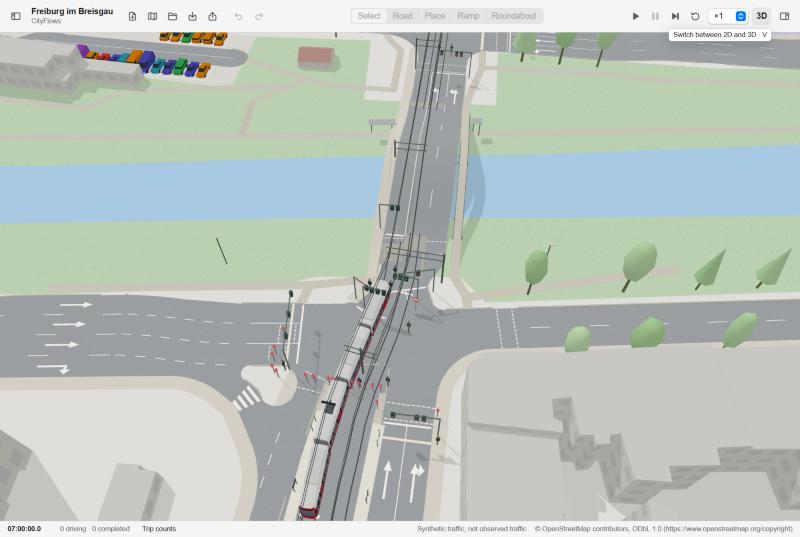 Freiburg im Breisgau
CityFlows
Select
Road
Place
Ramp
Roundabout
×1
3D
Switch between 2D and 3D · V
07:00:00.0
0 driving · 0 completed
Trip counts
Synthetic traffic, not observed traffic
© OpenStreetMap contributors, ODbL 1.0 (https://www.openstreetmap.org/copyright)